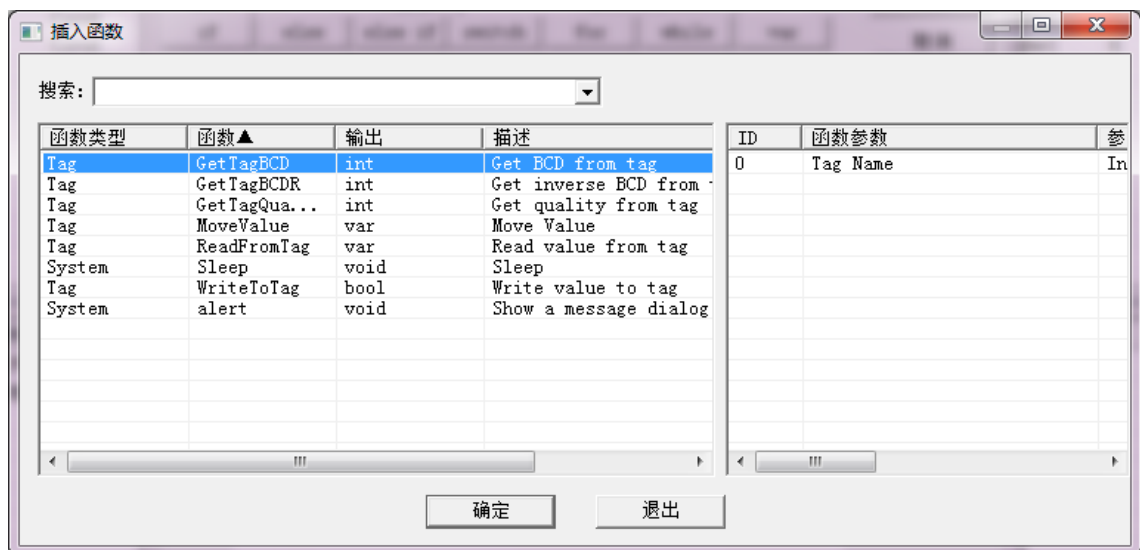 插入函数
搜索:
函数类型 函数▲ 输出 描述
Tag GetTagBCD int Get BCD from tag
Tag GetTagBCDR int Get inverse BCD from
Tag GetTagQua... int Get quality from tag
Tag MoveValue var Move Value
Tag ReadFromTag var Read value from tag
System Sleep void Sleep
Tag WriteToTag bool Write value to tag
System alert void Show a message dialog
ID 函数参数 参
0 Tag Name In
确定 退出